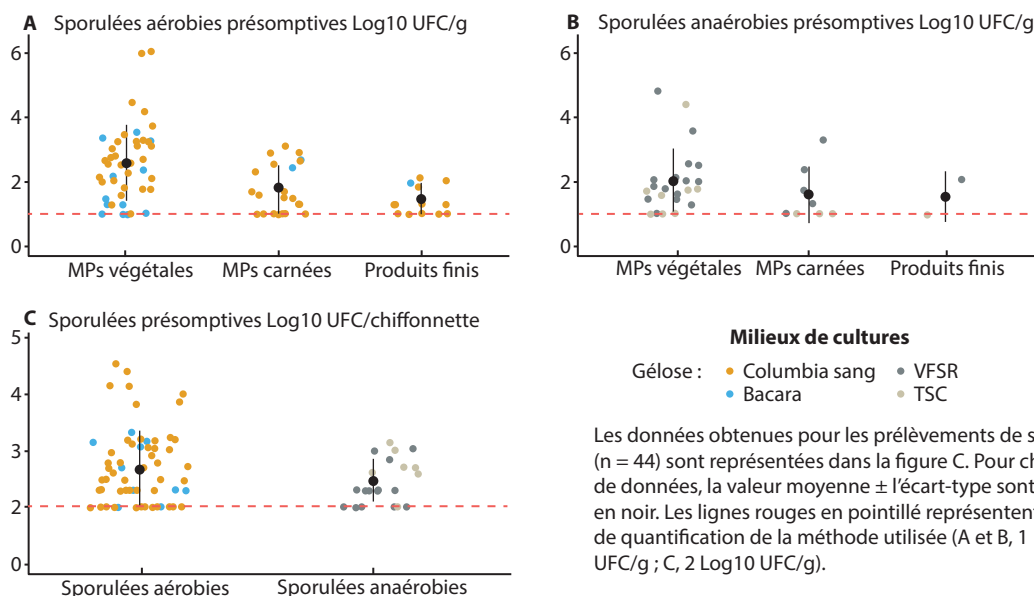 A Sporulées aérobies présomptives Log10 UFC/g
6
4
2
0
MPs végétales MPs carnées Produits finis
B Sporulées anaérobies présomptives Log10 UFC/g
6
4
2
0
MPs végétales MPs carnées Produits finis
C Sporulées présomptives Log10 UFC/chiffonnette
5
4
3
2
0
Sporulées aérobies Sporulées anaérobies
Milieux de cultures
Gélose : Columbia sang VFSR
Bacara TSC
Les données obtenues pour les prélèvements de
(n = 44) sont représentées dans la figure C. Pour
de données, la valeur moyenne ± l'écart-type sont
en noir. Les lignes rouges en pointillé représentent
de quantification de la méthode utilisée (A et B, 1
UFC/g ; C, 2 Log10 UFC/g).